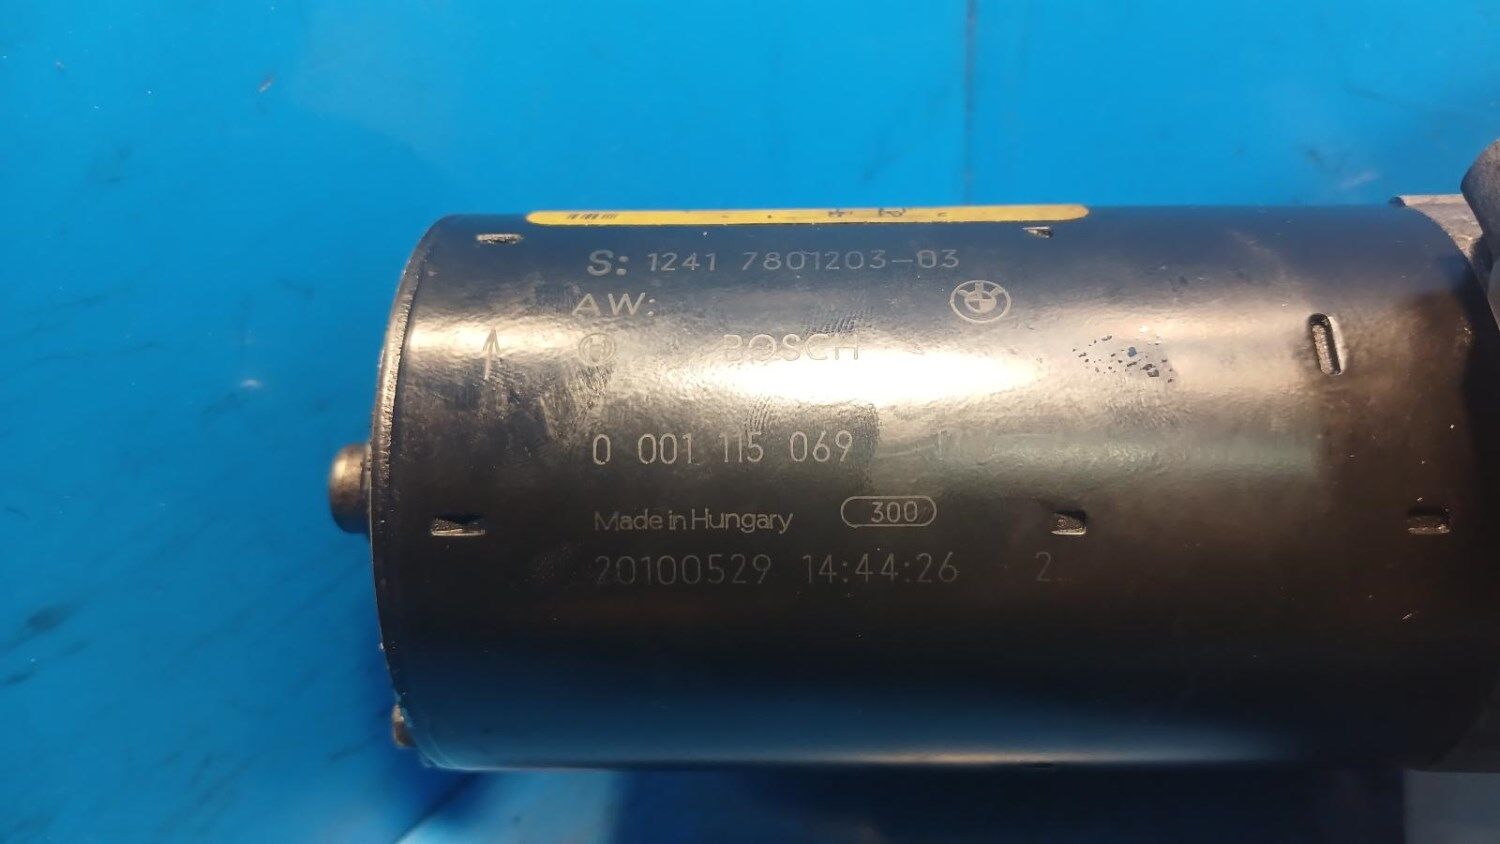 S: 1241 7801203-03
AW:
BOSCH
0 001 115 069
Made in Hungary 300
20100529 14:44:26 2